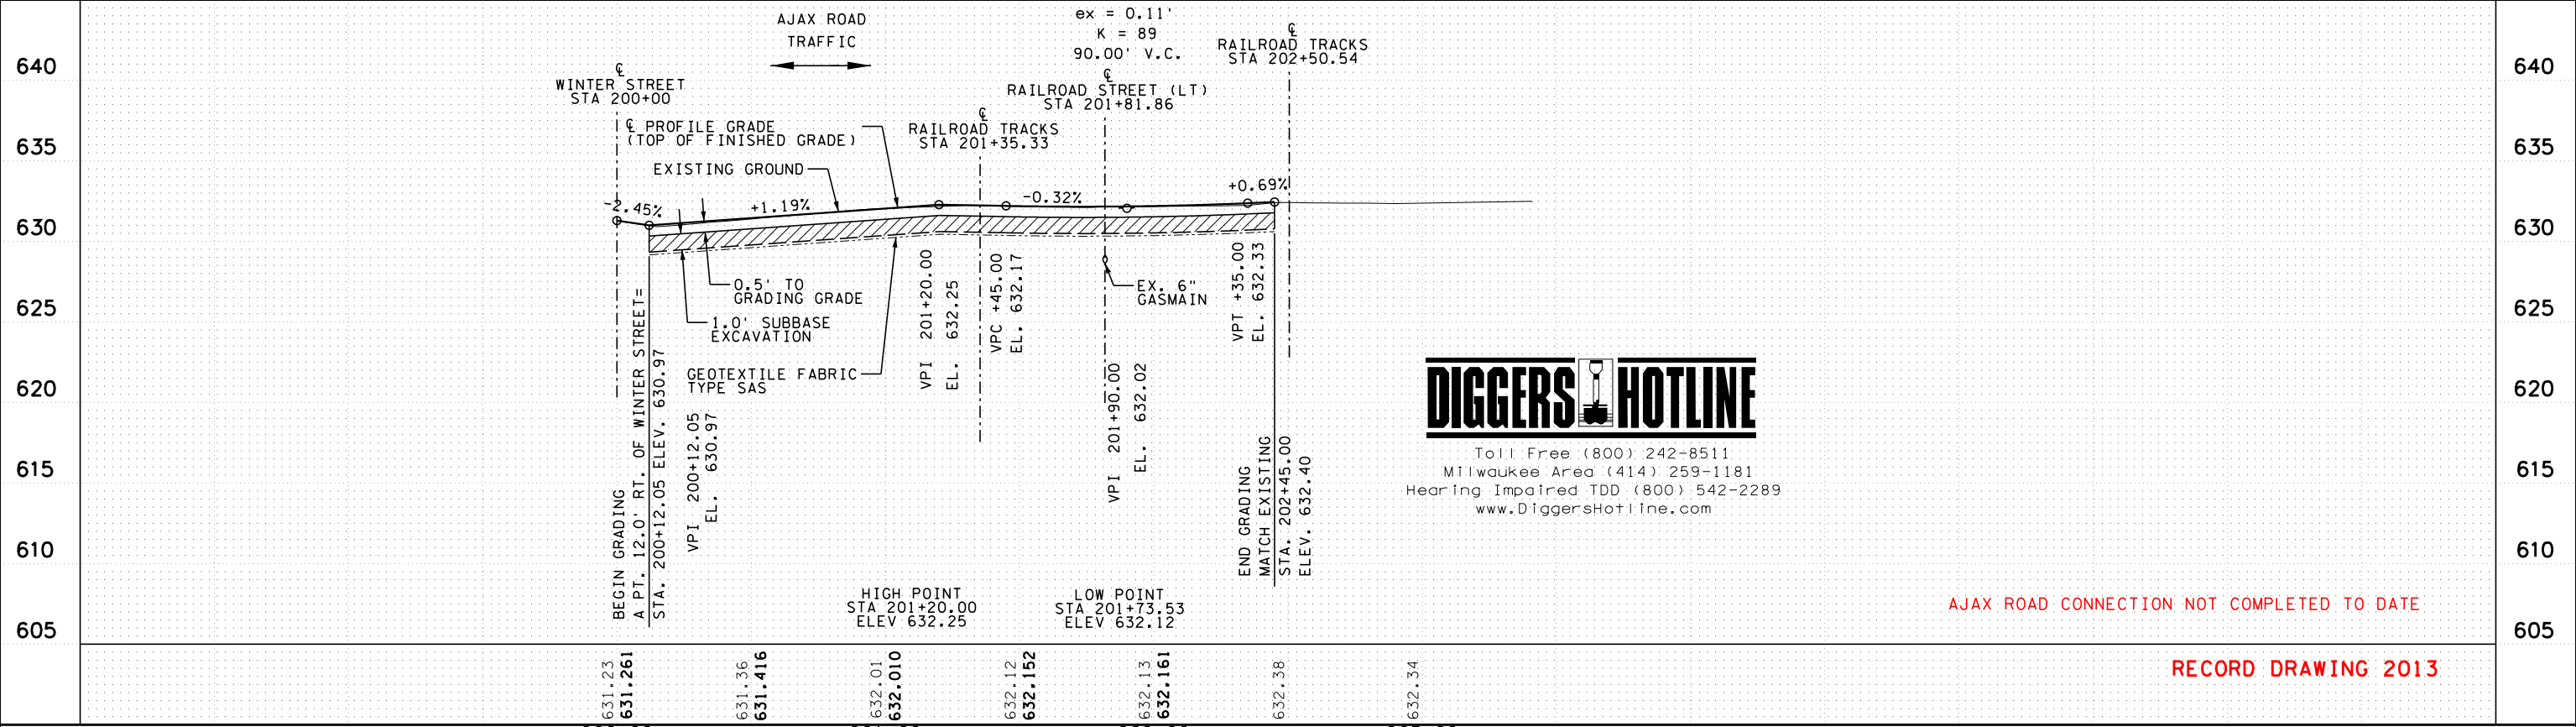 AJAX ROAD
TRAFFIC
ex = 0.11'
K = 89
90.00' V.C.
℄
RAILROAD TRACKS
STA 202+50.54
℄
WINTER STREET
STA 200+00
℄
RAILROAD STREET (LT)
STA 201+81.86
℄
RAILROAD TRACKS
STA 201+35.33
℄ PROFILE GRADE
(TOP OF FINISHED GRADE)
EXISTING GROUND
-2.45%
+1.19%
-0.32%
+0.69%
640
635
630
625
620
615
610
605
640
635
630
625
620
615
610
605
0.5' TO
GRADING GRADE
1.0' SUBBASE
EXCAVATION
GEOTEXTILE FABRIC
TYPE SAS
EX. 6"
GASMAIN
BEGIN GRADING
A PT. 12.0' RT. OF WINTER STREET=
STA. 200+12.05 ELEV. 630.97
VPI 200+12.05
EL. 630.97
VPI 201+20.00
EL. 632.25
VPC +45.00
EL. 632.17
VPI 201+90.00
EL. 632.02
VPT +35.00
EL. 632.33
END GRADING
MATCH EXISTING
STA. 202+45.00
ELEV. 632.40
HIGH POINT
STA 201+20.00
ELEV 632.25
LOW POINT
STA 201+73.53
ELEV 632.12
DIGGERS HOTLINE
Toll Free (800) 242-8511
Milwaukee Area (414) 259-1181
Hearing Impaired TDD (800) 542-2289
www.DiggersHotline.com
AJAX ROAD CONNECTION NOT COMPLETED TO DATE
RECORD DRAWING 2013
631.23
631.261
631.36
631.416
632.01
632.010
632.12
632.152
632.13
632.161
632.38
632.34